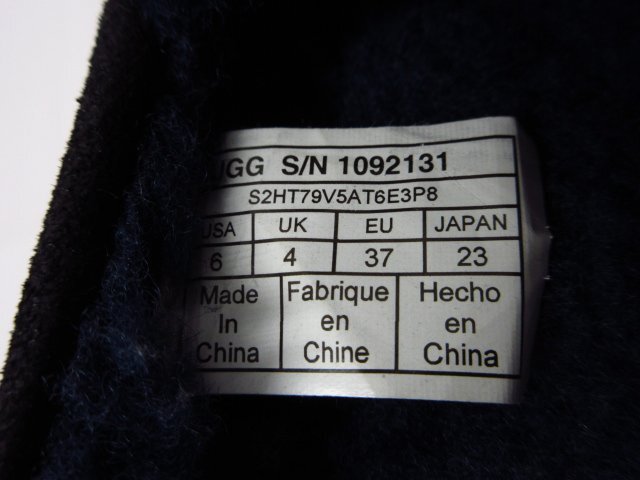 UGG S/N 1092131
S2HT79V5AT6E3P8
USA UK EU JAPAN
6 4 37 23
Made Fabrique Hecho
In en en
China Chine China